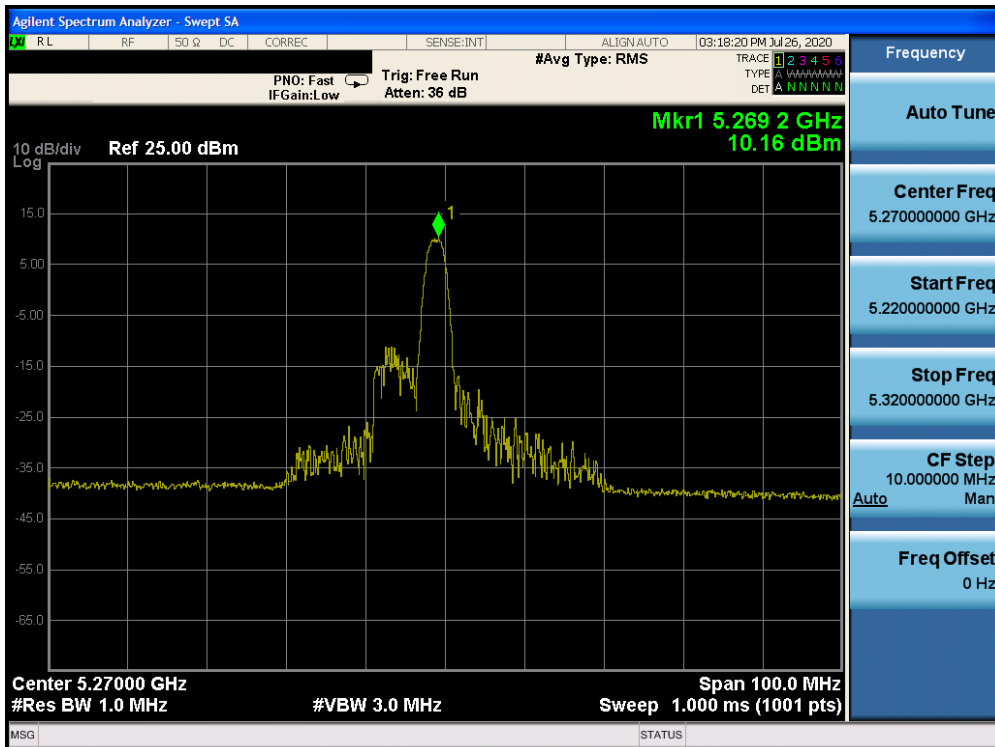 Agilent Spectrum Analyzer - Swept SA
LXI RL RF 50 Ω DC CORREC SENSE:INT ALIGN AUTO 03:18:20 PM Jul 26, 2020
Frequency
PNO: Fast
IFGain:Low
Trig: Free Run
Atten: 36 dB
#Avg Type: RMS
TRACE 1 2 3 4 5 6
TYPE A WWWWW
DET A N N N N N
Auto Tune
Mkr1 5.269 2 GHz
10.16 dBm
10 dB/div
Log
Ref 25.00 dBm
1
15.0
5.00
-5.00
-15.0
-25.0
-35.0
-45.0
-55.0
-65.0
Center Freq
5.270000000 GHz
Start Freq
5.220000000 GHz
Stop Freq
5.320000000 GHz
CF Step
10.000000 MHz
Auto Man
Freq Offset
0 Hz
Center 5.27000 GHz
Span 100.0 MHz
#Res BW 1.0 MHz
#VBW 3.0 MHz
Sweep 1.000 ms (1001 pts)
MSG
STATUS